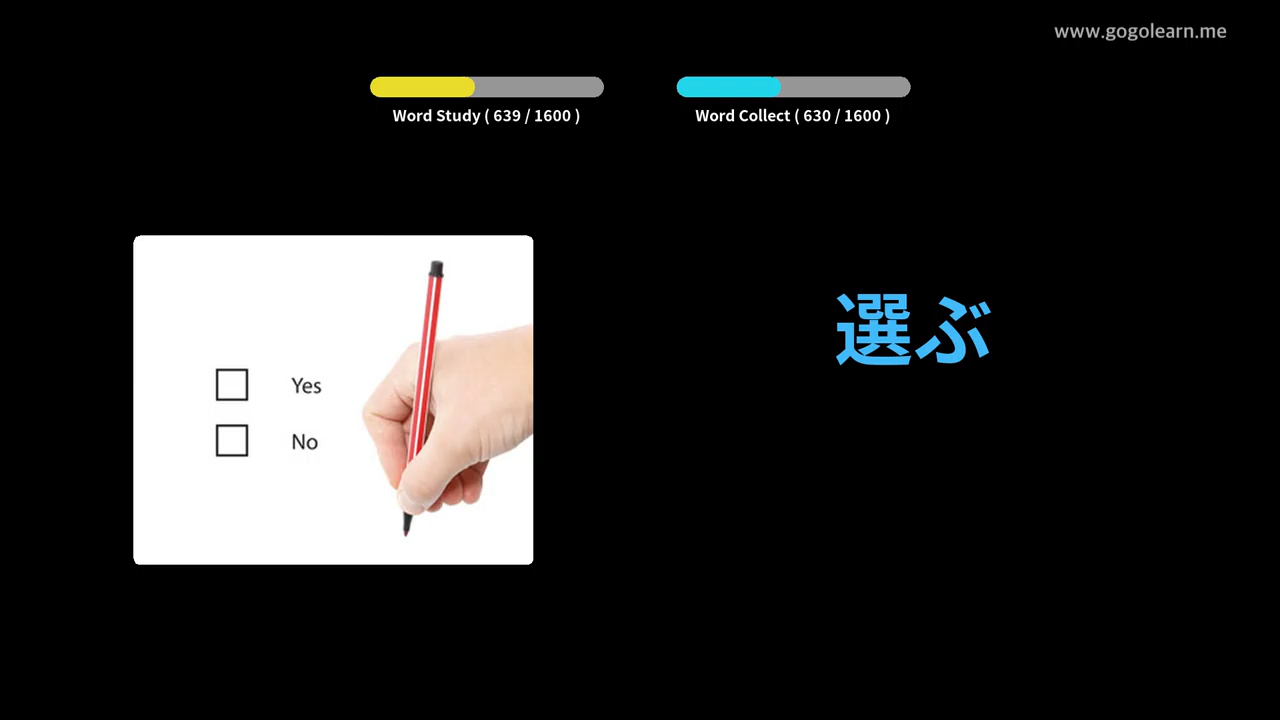 www.gogolearn.me
Word Study ( 639 / 1600 )
Word Collect ( 630 / 1600 )
Yes
No
選ぶ